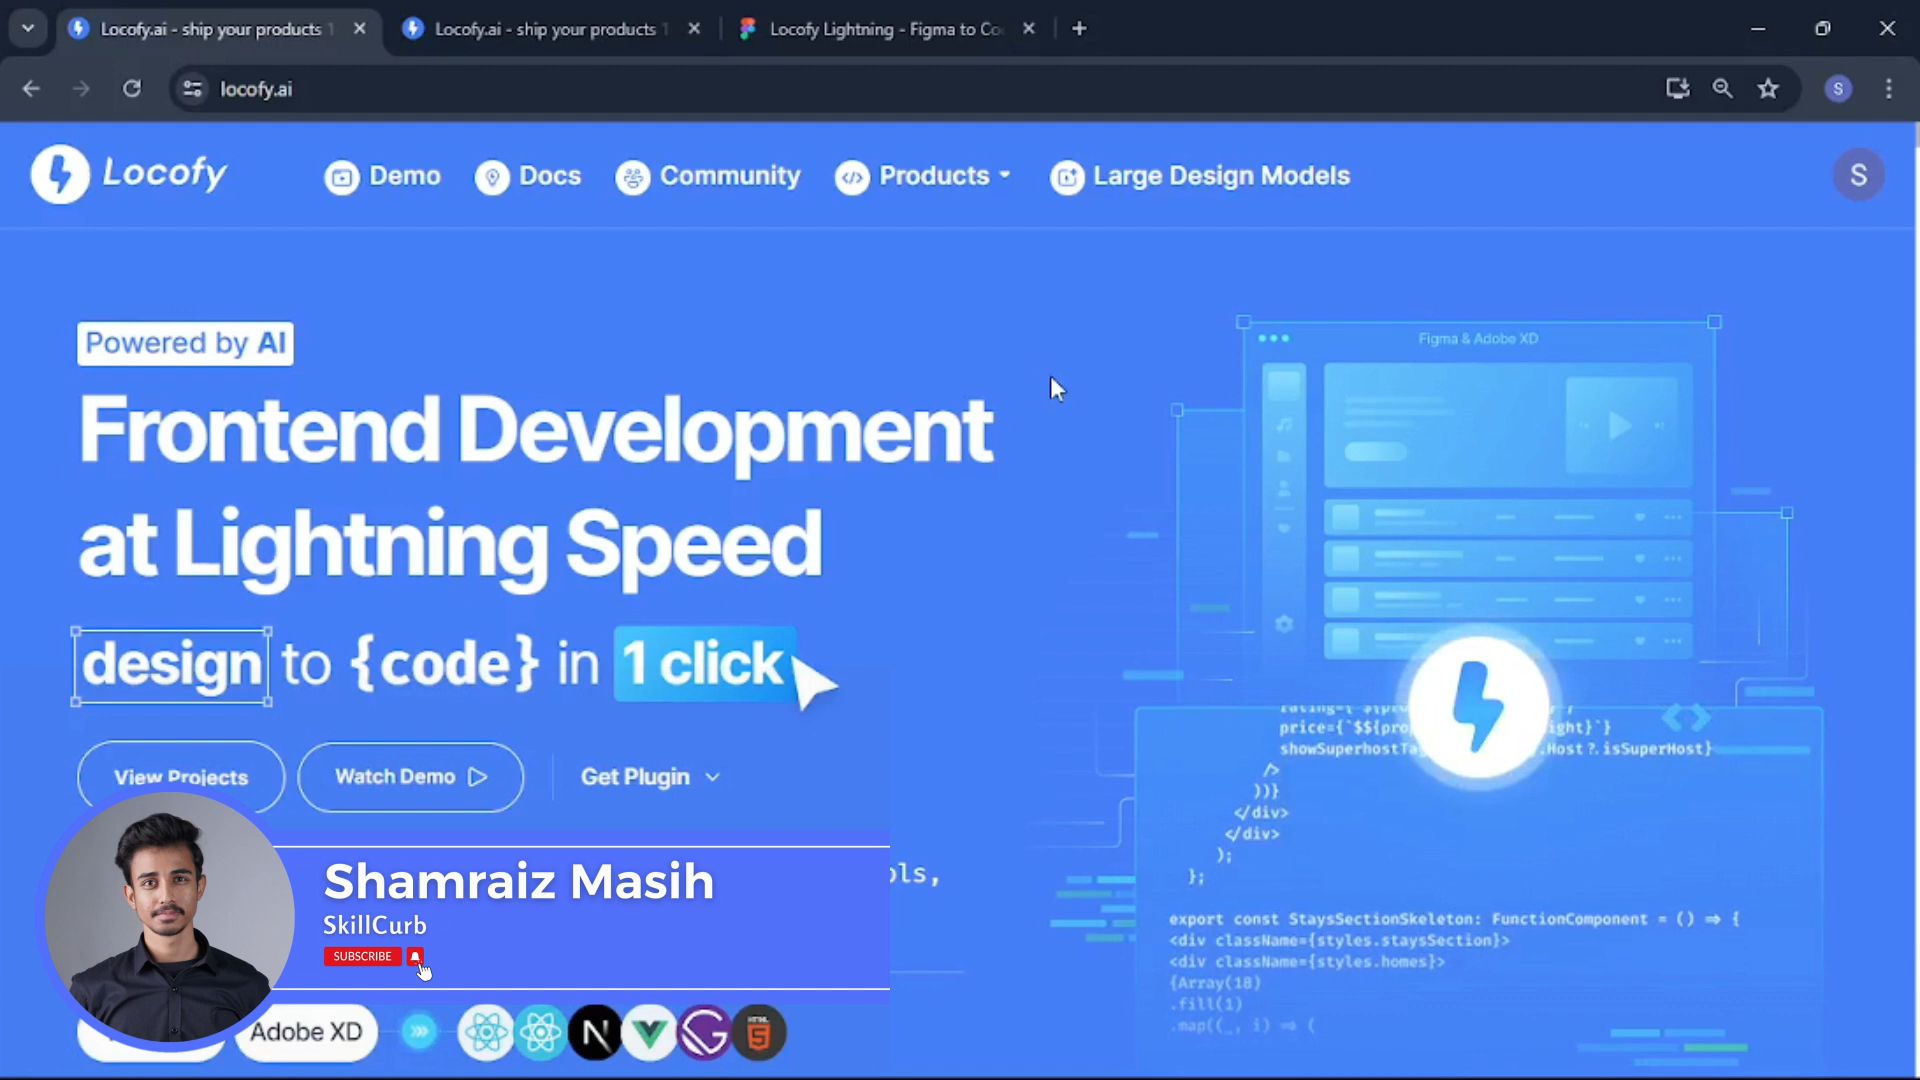 Locofy.ai - ship your products 1
Locofy.ai - ship your products 1
Locofy Lightning - Figma to Co
locofy.ai
S
Locofy
Demo
Docs
Community
Products
Large Design Models
S
Powered by AI
Frontend Development
at Lightning Speed
design to {code} in 1 click
View Projects
Watch Demo
Get Plugin
Shamraiz Masih
SkillCurb
SUBSCRIBE
ols,
Adobe XD
N
HTML
5
Figma & Adobe XD
price={`$${pro ight}`}
showSuperhostTa .Host?.isSuperHost}
/>
))}
</div>
</div>
);
};
export const StaysSectionSkeleton: FunctionComponent = () ⇒ {
<div className={styles.staysSection}>
<div className={styles.homes}>
{Array(18)
.fill(1)
.map((_, i) ⇒ (